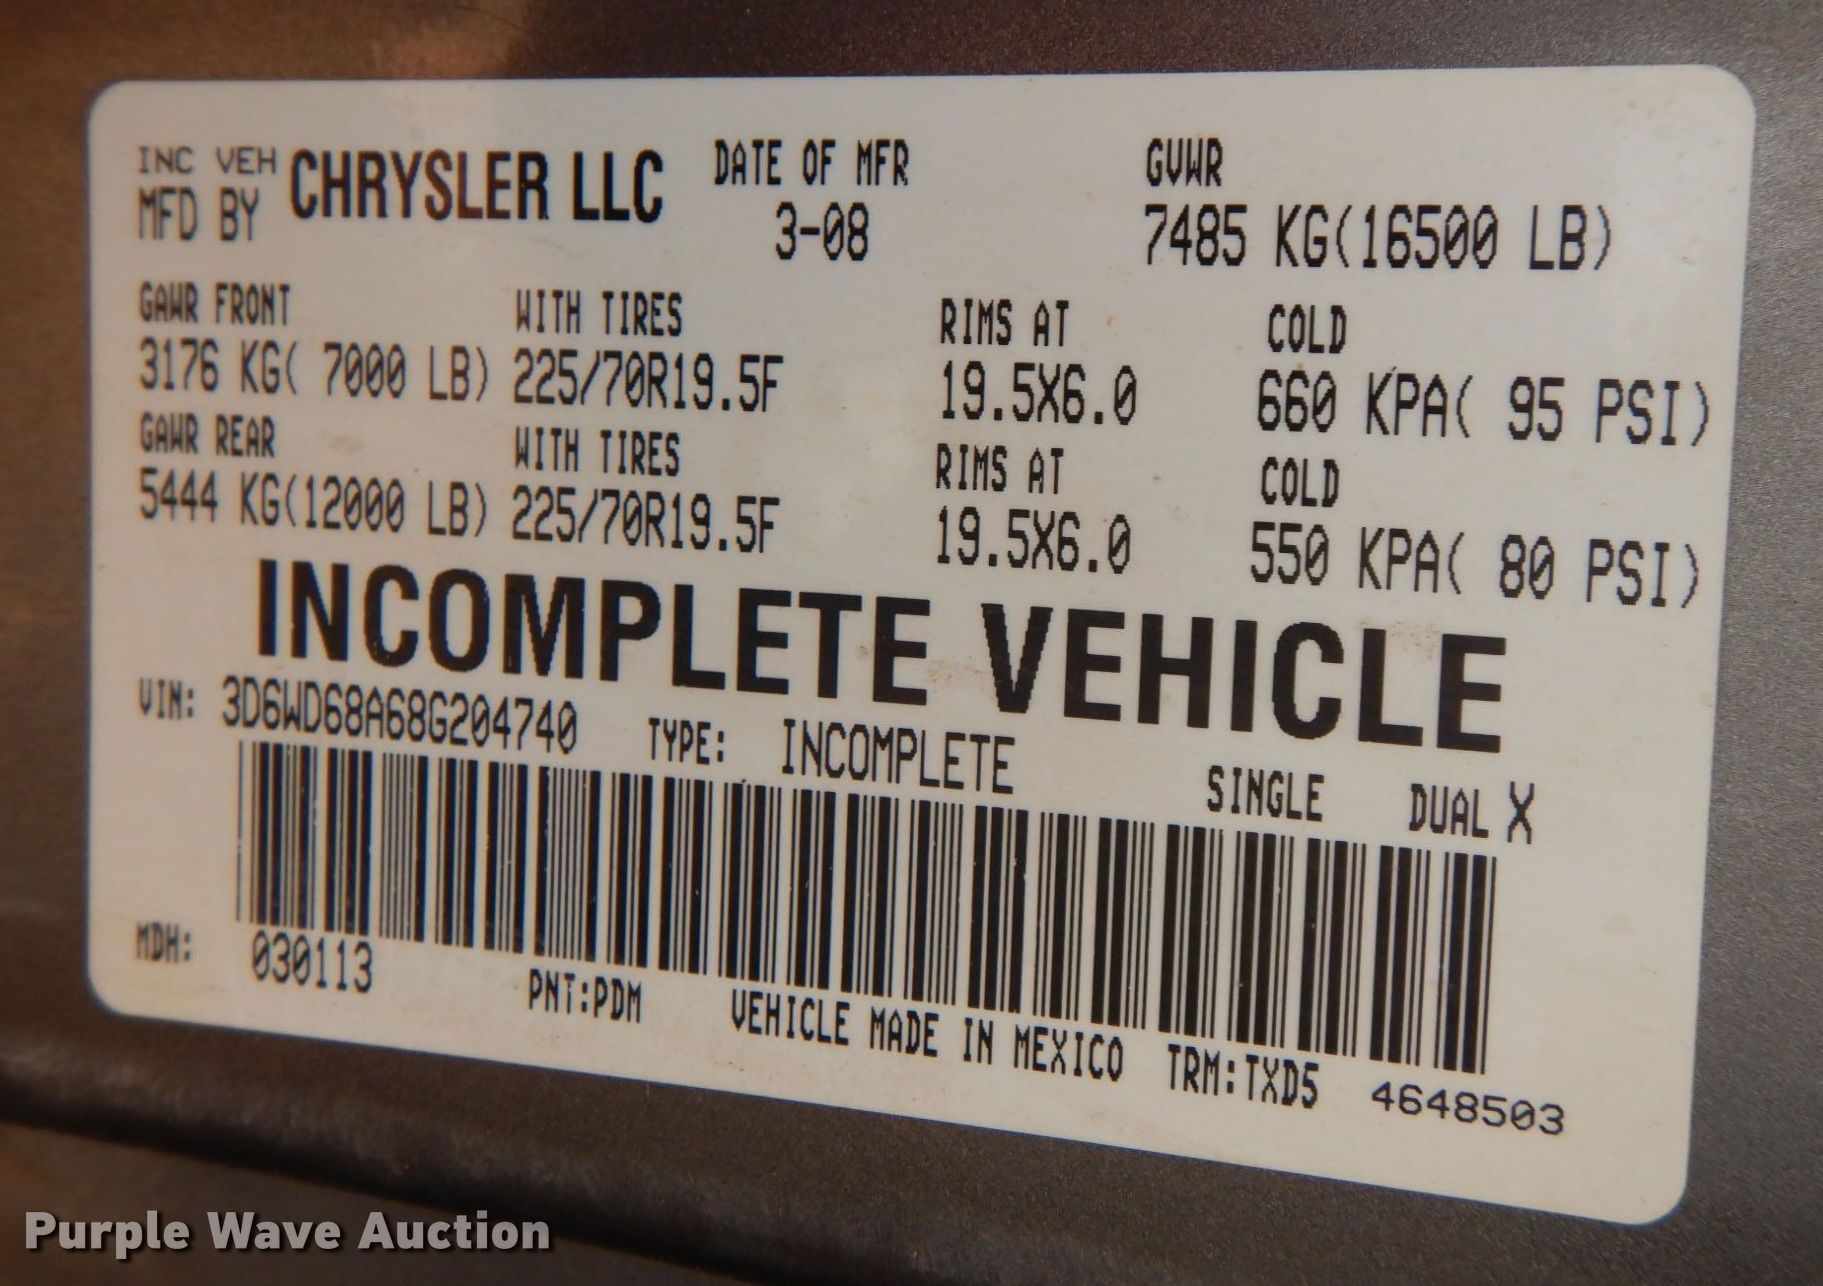 INC VEH
MFD BY CHRYSLER LLC
DATE OF MFR
3-08
GVWR
7485 KG(16500 LB)
GAWR FRONT WITH TIRES RIMS AT COLD
3176 KG( 7000 LB) 225/70R19.5F 19.5X6.0 660 KPA( 95 PSI)
GAWR REAR WITH TIRES RIMS AT COLD
5444 KG(12000 LB) 225/70R19.5F 19.5X6.0 550 KPA( 80 PSI)
INCOMPLETE VEHICLE
VIN: 3D6WD68A68G204740 TYPE: INCOMPLETE SINGLE DUAL X
MDH: 030113 PNT:PDM VEHICLE MADE IN MEXICO TRM:TXD5 4648503
Purple Wave Auction